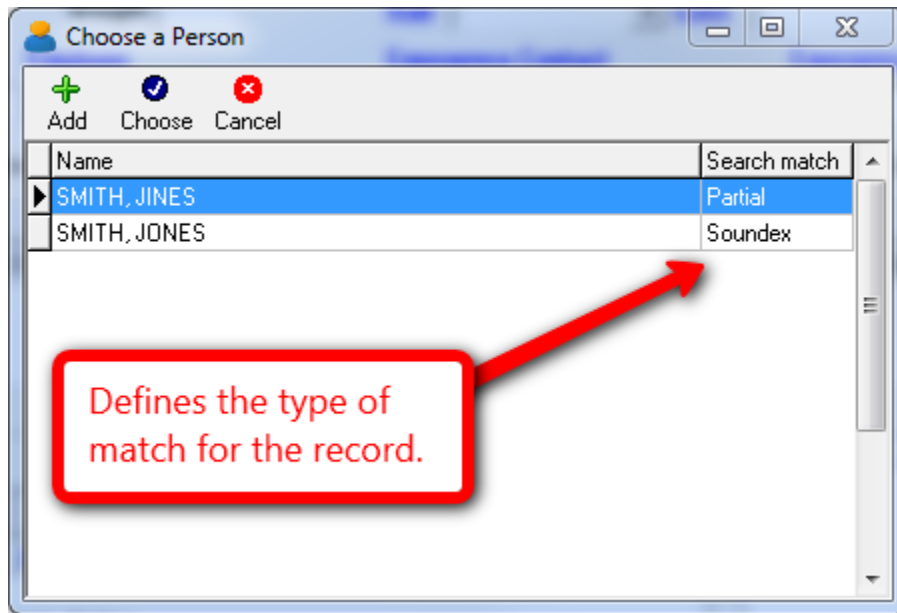 Choose a Person
Add Choose Cancel
Name Search match
SMITH, JINES Partial
SMITH, JONES Soundex
Defines the type of
match for the record.